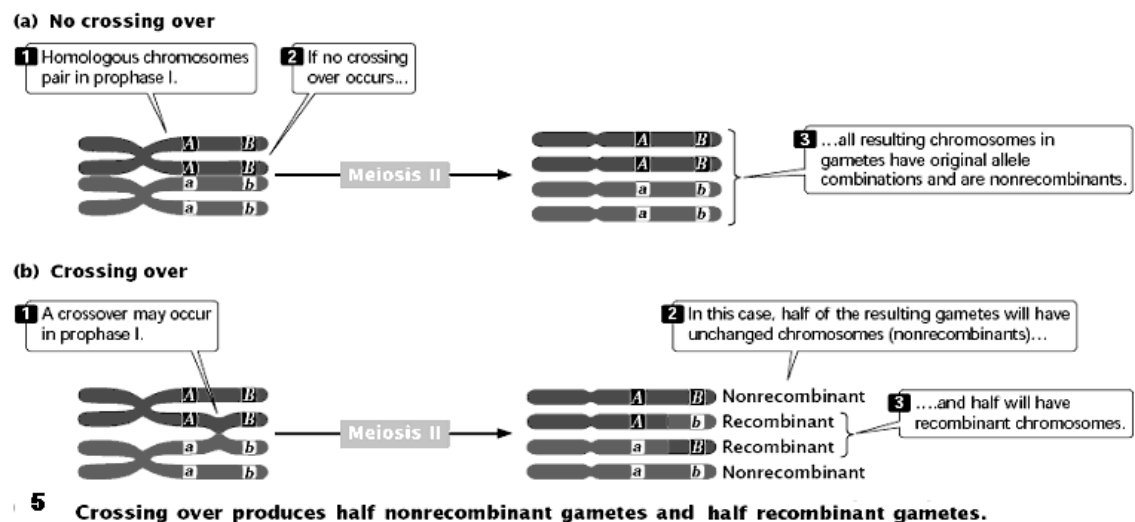 (a) No crossing over
1 Homologous chromosomes
pair in prophase I.
2 If no crossing
over occurs...
A B
A B
a b
a b
Meiosis II
A B
A B
a b
a b
3 ...all resulting chromosomes in
gametes have original allele
combinations and are nonrecombinants.
(b) Crossing over
1 A crossover may occur
in prophase I.
A B
A B
a b
a b
Meiosis II
2 In this case, half of the resulting gametes will have
unchanged chromosomes (nonrecombinants)...
A B Nonrecombinant
A b Recombinant
a B Recombinant
a b Nonrecombinant
3 ....and half will have
recombinant chromosomes.
5 Crossing over produces half nonrecombinant gametes and half recombinant gametes.